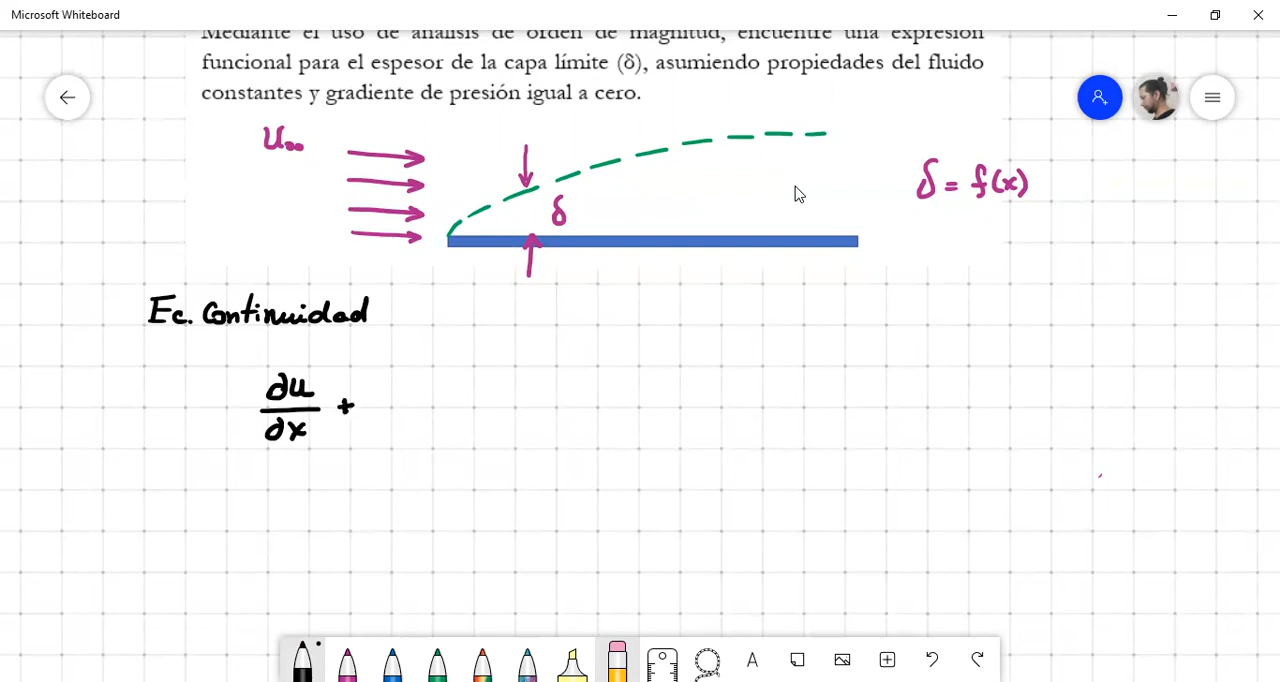 Microsoft Whiteboard
Mediante el uso de análisis de orden de magnitud, encuentre una expresión
funcional para el espesor de la capa límite (δ), asumiendo propiedades del fluido
constantes y gradiente de presión igual a cero.
U∞
δ
δ = f(x)
Ec. Continuidad
∂u/∂x +
A